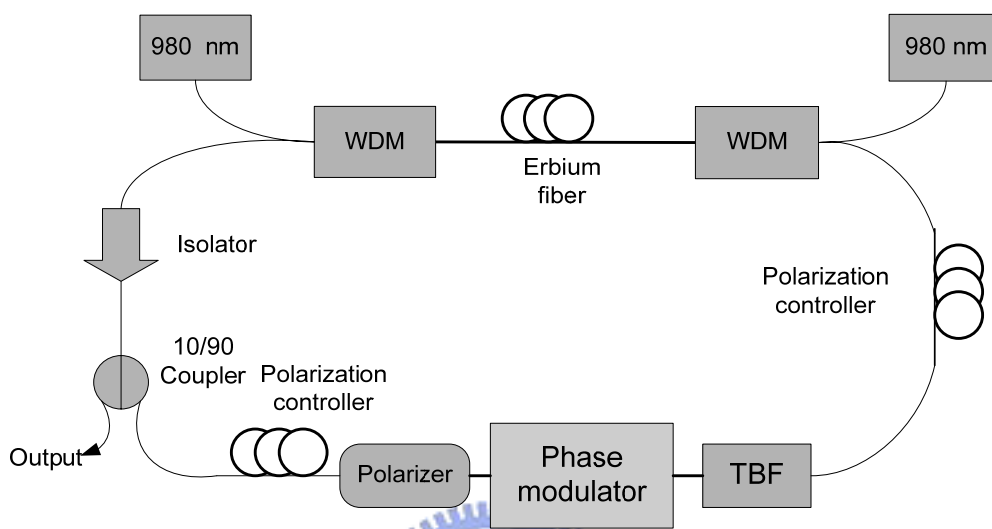 980 nm
980 nm
WDM
WDM
Erbium
fiber
Isolator
Polarization
controller
10/90
Coupler
Polarization
controller
Output
Polarizer
Phase
modulator
TBF